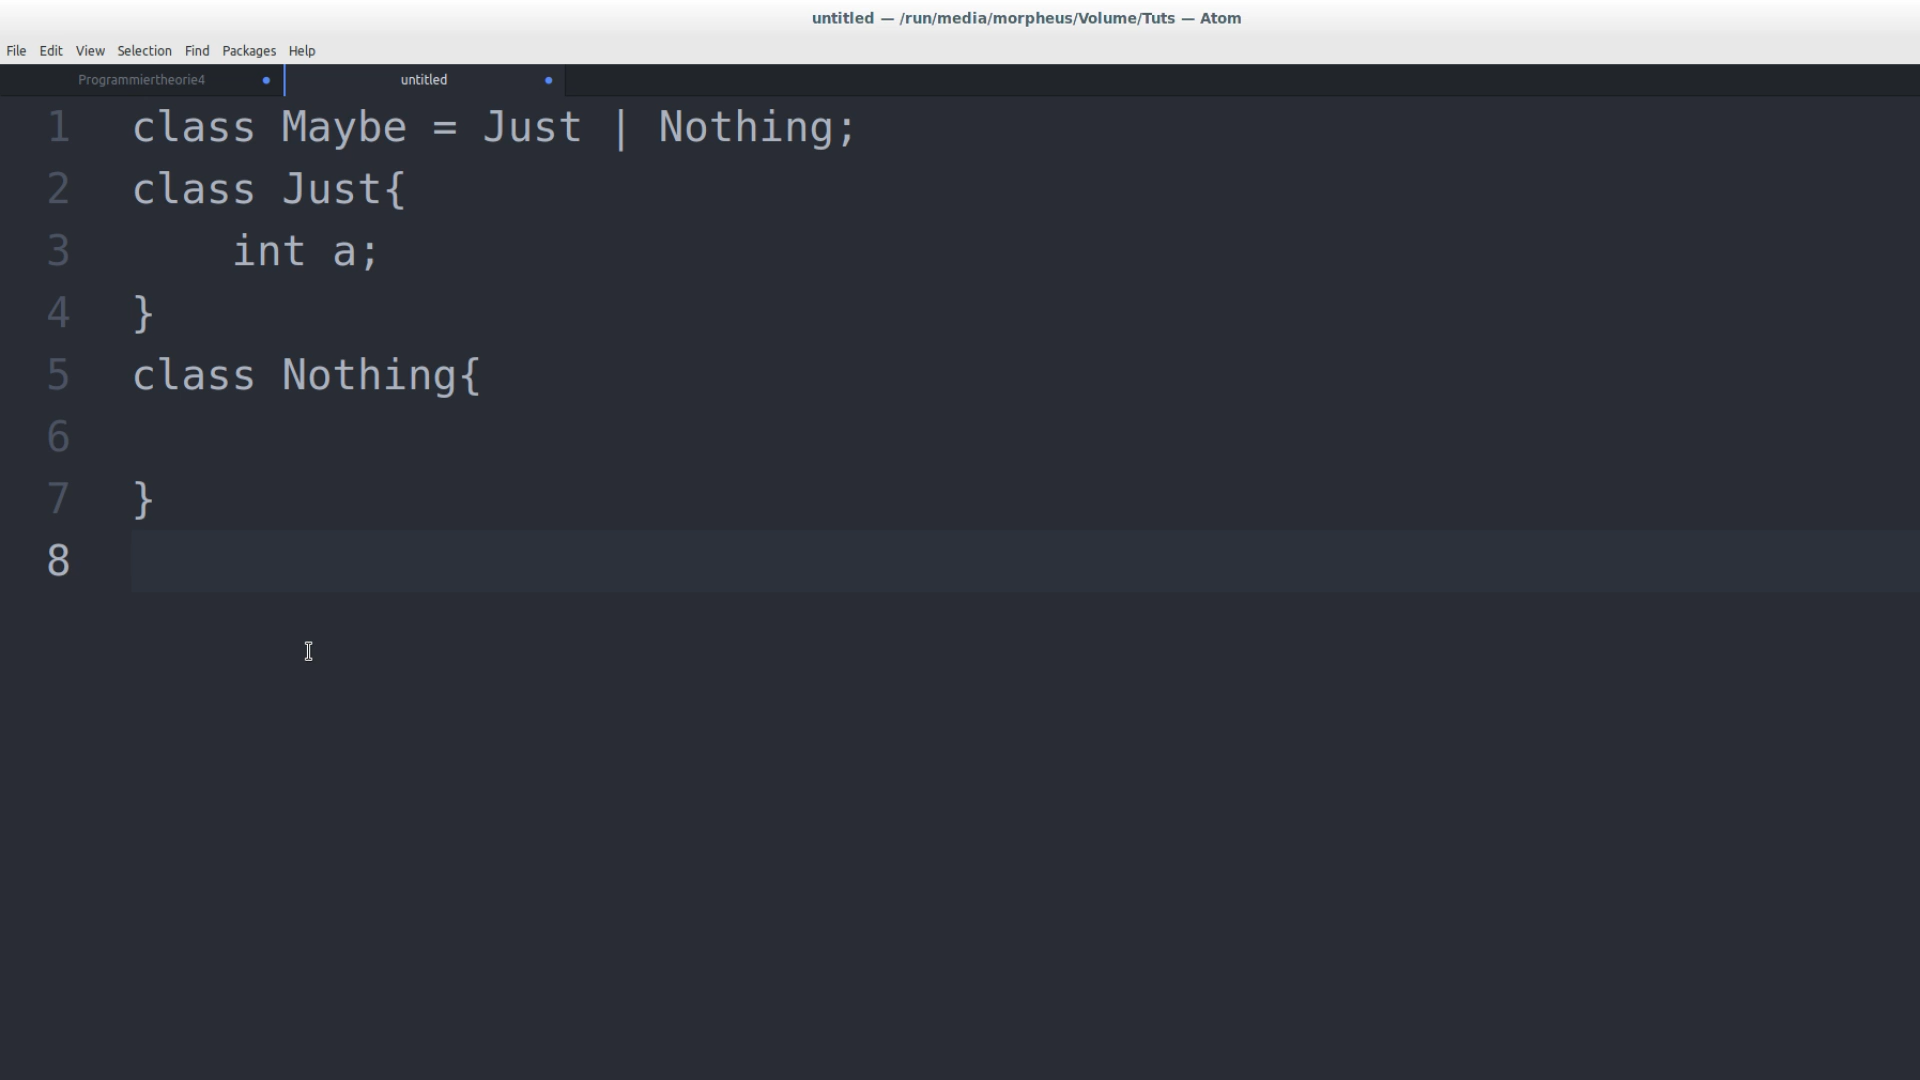 untitled — /run/media/morpheus/Volume/Tuts — Atom
File Edit View Selection Find Packages Help
Programmiertheorie4 untitled
1 class Maybe = Just | Nothing;
2 class Just{
3     int a;
4 }
5 class Nothing{
6
7 }
8